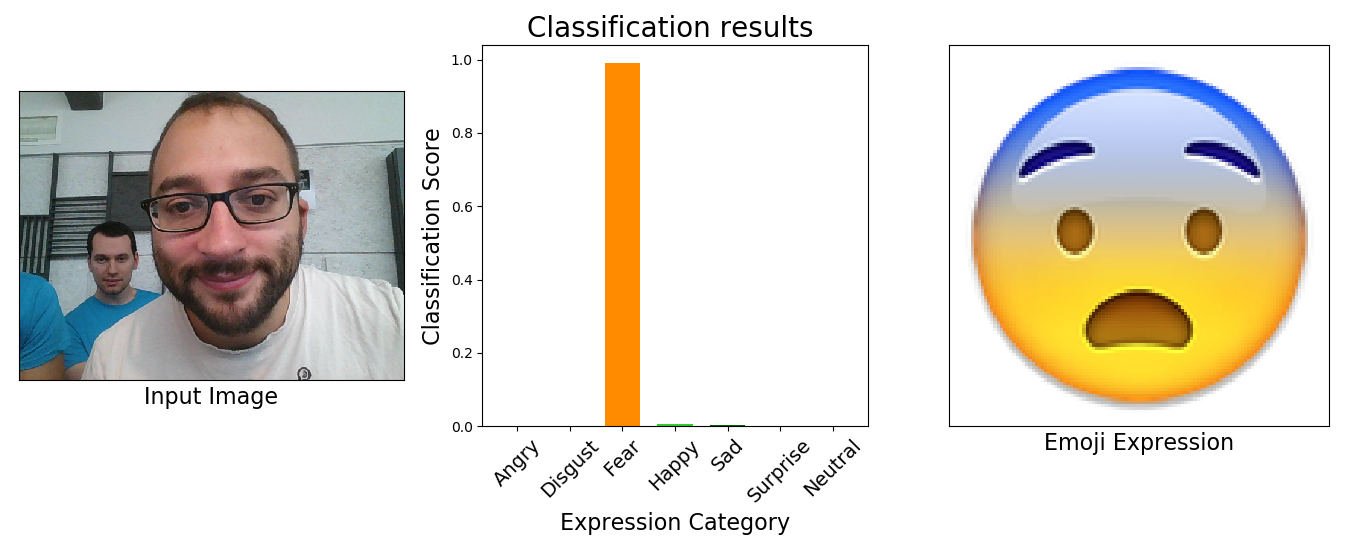 Classification results
1.0
0.8
0.6
0.4
0.2
0.0
Classification Score
Angry
Disgust
Fear
Happy
Sad
Surprise
Neutral
Expression Category
Input Image
Emoji Expression